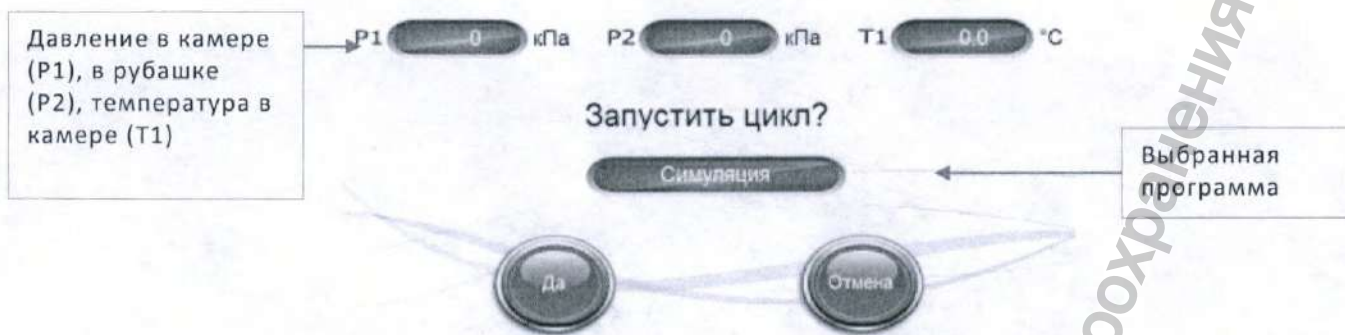 Давление в камере
(P1), в рубашке
(P2), температура в
камере (T1)
P1 0 кПа P2 0 кПа T1 0.0 °C
Запустить цикл?
Симуляция
Выбранная
программа
Да
Отмена